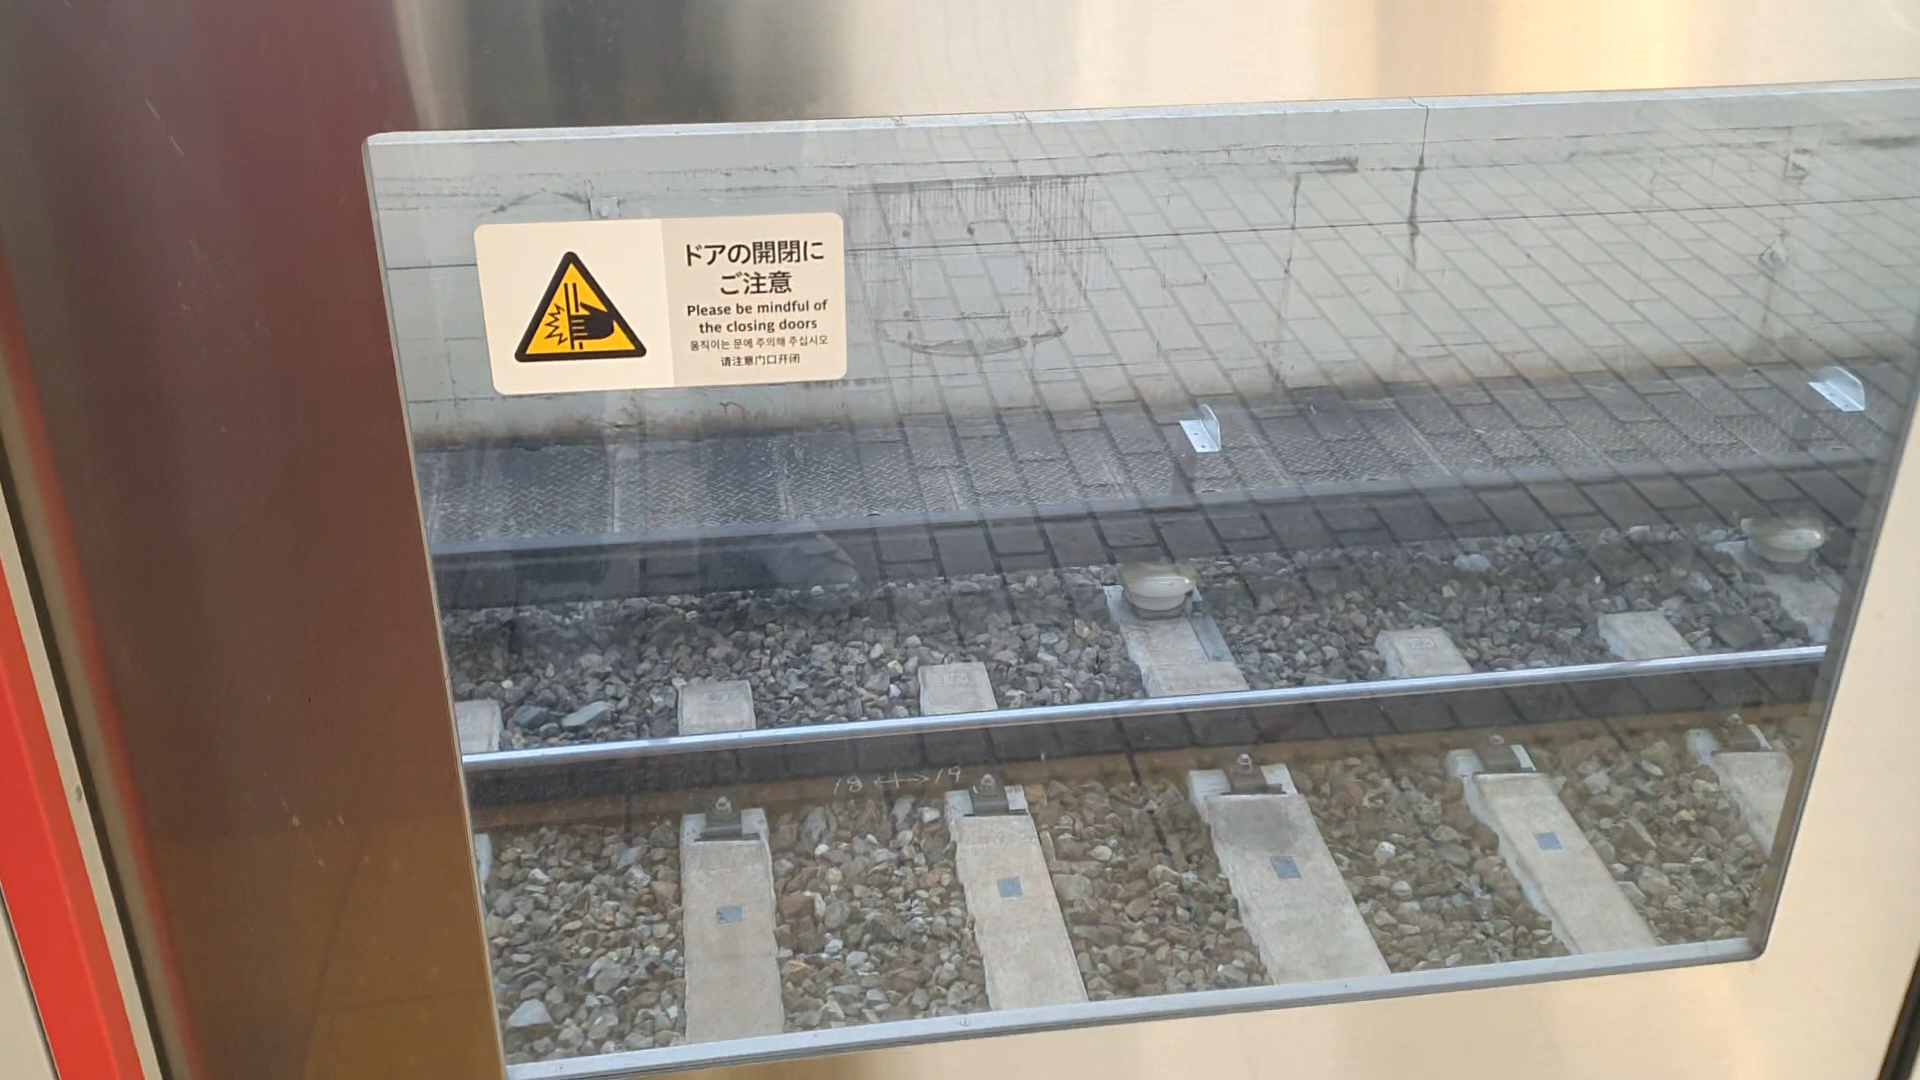 ドアの開閉に
ご注意
Please be mindful of
the closing doors
움직이는 문에 주의해 주십시오
请注意门口开闭
18 ↔ 19